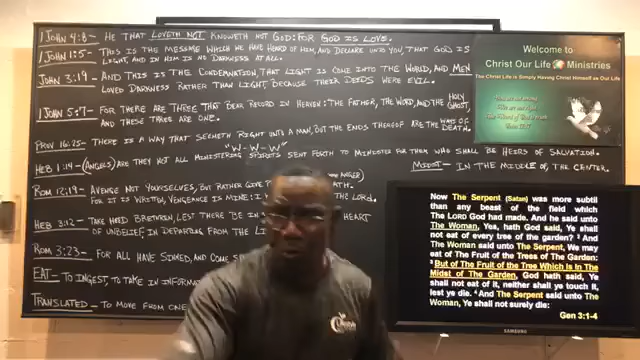 1 JOHN 4:8 - HE THAT LOVETH NOT KNOWETH NOT GOD: FOR GOD IS LOVE.
1 JOHN 1:5 - THIS IS THE MESSAGE WHICH WE HAVE HEARD OF HIM, AND DECLARE UNTO YOU, THAT GOD IS
LIGHT, AND IN HIM IS NO DARKNESS AT ALL.
JOHN 3:19 - AND THIS IS THE CONDEMNATION, THAT LIGHT IS COME INTO THE WORLD, AND MEN
LOVED DARKNESS RATHER THAN LIGHT, BECAUSE THEIR DEEDS WERE EVIL.
1 JOHN 5:7 - FOR THERE ARE THREE THAT BEAR RECORD IN HEAVEN: THE FATHER, THE WORD, AND THE HOLY GHOST,
AND THESE THREE ARE ONE.
PROV 16:25 - THERE IS A WAY THAT SEEMETH RIGHT UNTO A MAN, BUT THE ENDS THEREOF ARE THE WAYS OF DEATH.
"W-W-W"
HEB 1:14 - (ANGELS) ARE THEY NOT ALL MINISTERING SPIRITS SENT FORTH TO MINISTER FOR THEM WHO SHALL BE HEIRS OF SALVATION.
MIDST - IN THE MIDDLE OF THE CENTER.
ROM 12:19 - AVENGE NOT YOURSELVES, BUT RATHER GIVE
FOR IT IS WRITTEN, VENGEANCE IS MINE: THE LORD.
HEB 3:12 - TAKE HEED BRETHREN, LEST THERE BE IN HEART
OF UNBELIEF, IN DEPARTING FROM THE
ROM 3:23 - FOR ALL HAVE SINNED, AND COME
EAT - TO INGEST, TO TAKE IN
TRANSLATED - TO MOVE FROM ONE
Welcome to
Christ Our Life Ministries
The Christ Life is Simply Having Christ Himself as Our Life
Now The Serpent (Satan) was more subtil
than any beast of the field which
The LORD God had made. And he said unto
The Woman, Yea, hath God said, Ye shall
not eat of every tree of the garden? 2 And
The Woman said unto The Serpent, We may
eat of The Fruit of the Trees of The Garden:
3 But of The Fruit of the Tree Which is In The
Midst of The Garden, God hath said, Ye
shall not eat of it, neither shall ye touch it,
lest ye die. 4 And The Serpent said unto The
Woman, Ye shall not surely die:
Gen 3:1-4
SAMSUNG